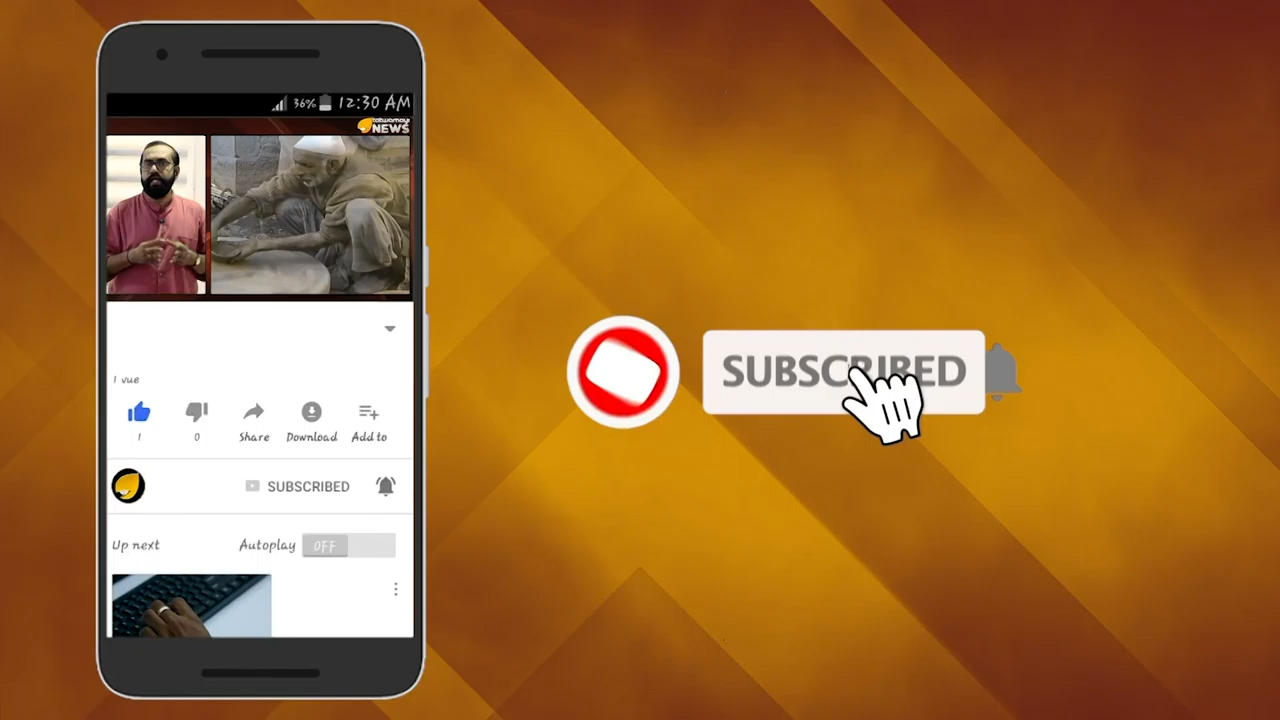 36% 12:30 AM
tatwamayi
NEWS
1 vue
1 0 Share Download Add to
SUBSCRIBED
Up next Autoplay OFF
SUBSCRIBED